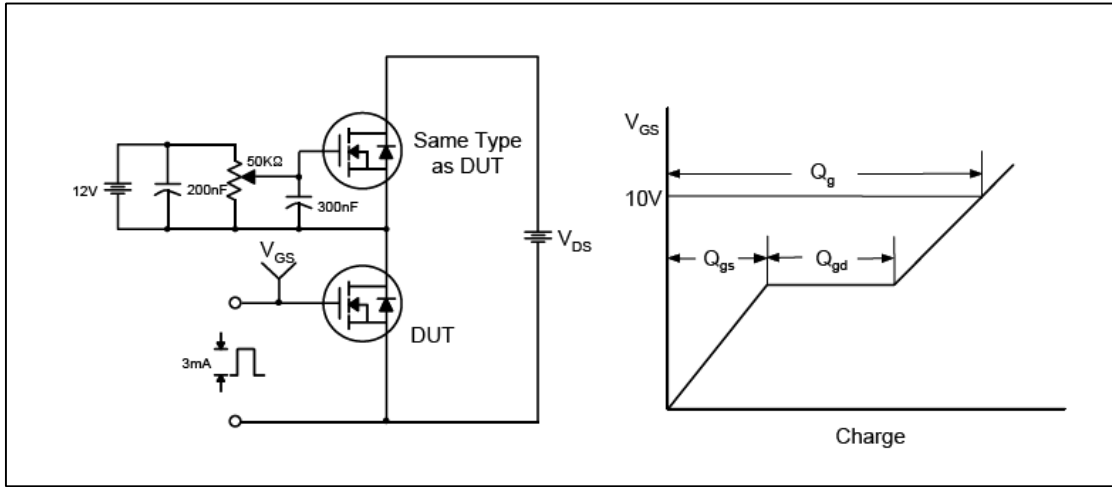 12V
200nF
50KΩ
300nF
Same Type
as DUT
V_DS
V_GS
DUT
3mA
V_GS
10V
Q_g
Q_gs
Q_gd
Charge